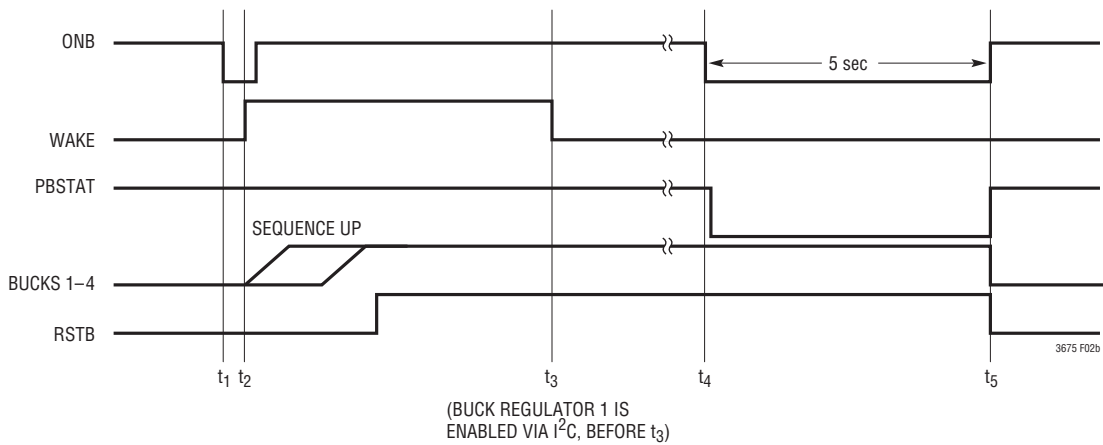 ONB
5 sec
WAKE
PBSTAT
SEQUENCE UP
BUCKS 1–4
RSTB
3675 F02b
t1 t2 t3 t4 t5
(BUCK REGULATOR 1 IS
ENABLED VIA I2C, BEFORE t3)